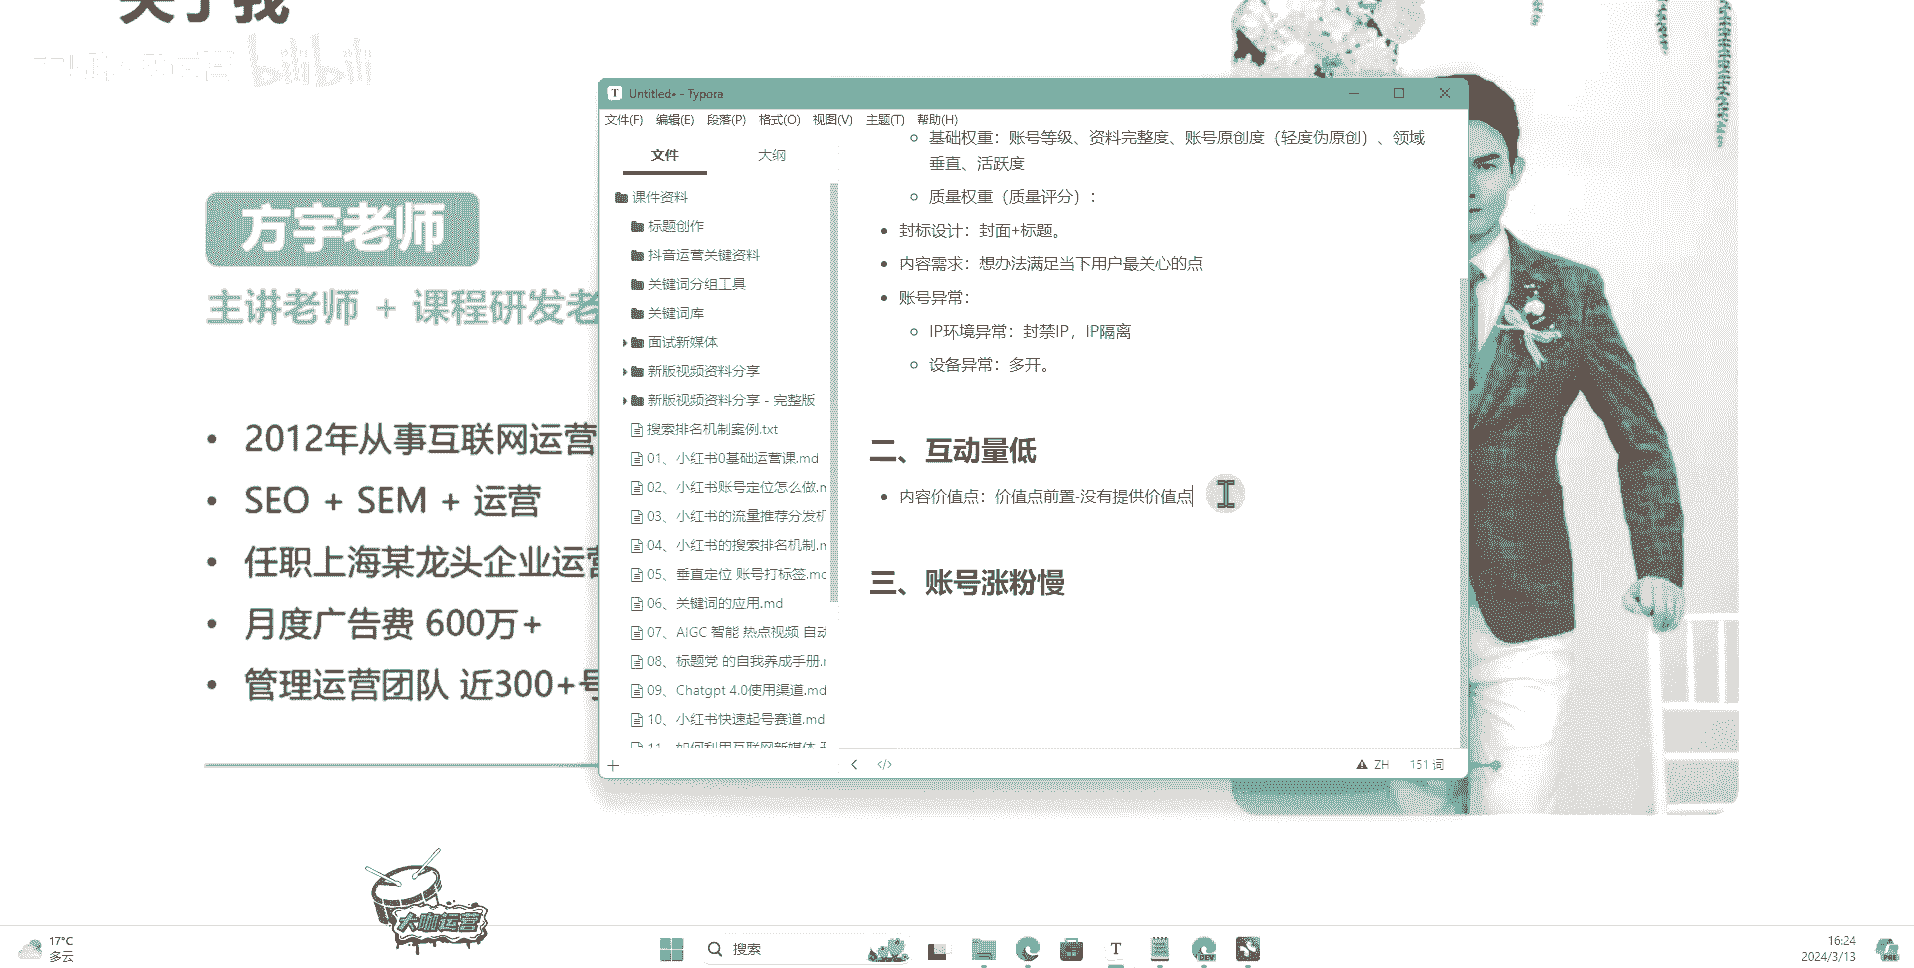 关于我
bilibili
方宇老师
主讲老师 + 课程研发老
2012年从事互联网运营
SEO + SEM + 运营
任职上海某龙头企业运营
月度广告费 600万+
管理运营团队 近300+号
Untitled• - Typora
文件(F) 编辑(E) 段落(P) 格式(O) 视图(V) 主题(T) 帮助(H)
文件 大纲
课件资料
标题创作
抖音运营关键资料
关键词分组工具
关键词库
面试新媒体
新版视频资料分享
新版视频资料分享 - 完整版
搜索排名机制案例.txt
01、小红书0基础运营课.md
02、小红书账号定位怎么做.m
03、小红书的流量推荐分发机
04、小红书的搜索排名机制.m
05、垂直定位 账号打标签.md
06、关键词的应用.md
07、AIGC 智能 热点视频 自动
08、标题党 的自我养成手册.m
09、Chatgpt 4.0使用渠道.md
10、小红书快速起号赛道.md
11、如何利用互联网新媒体
基础权重：账号等级、资料完整度、账号原创度（轻度伪原创）、领域
垂直、活跃度
质量权重（质量评分）：
封标设计：封面+标题。
内容需求：想办法满足当下用户最关心的点
账号异常：
IP环境异常：封禁IP，IP隔离
设备异常：多开。
二、互动量低
内容价值点：价值点前置-没有提供价值点
三、账号涨粉慢
ZH 151 词
大咖运营
17°C
多云
搜索
16:24
2024/3/13